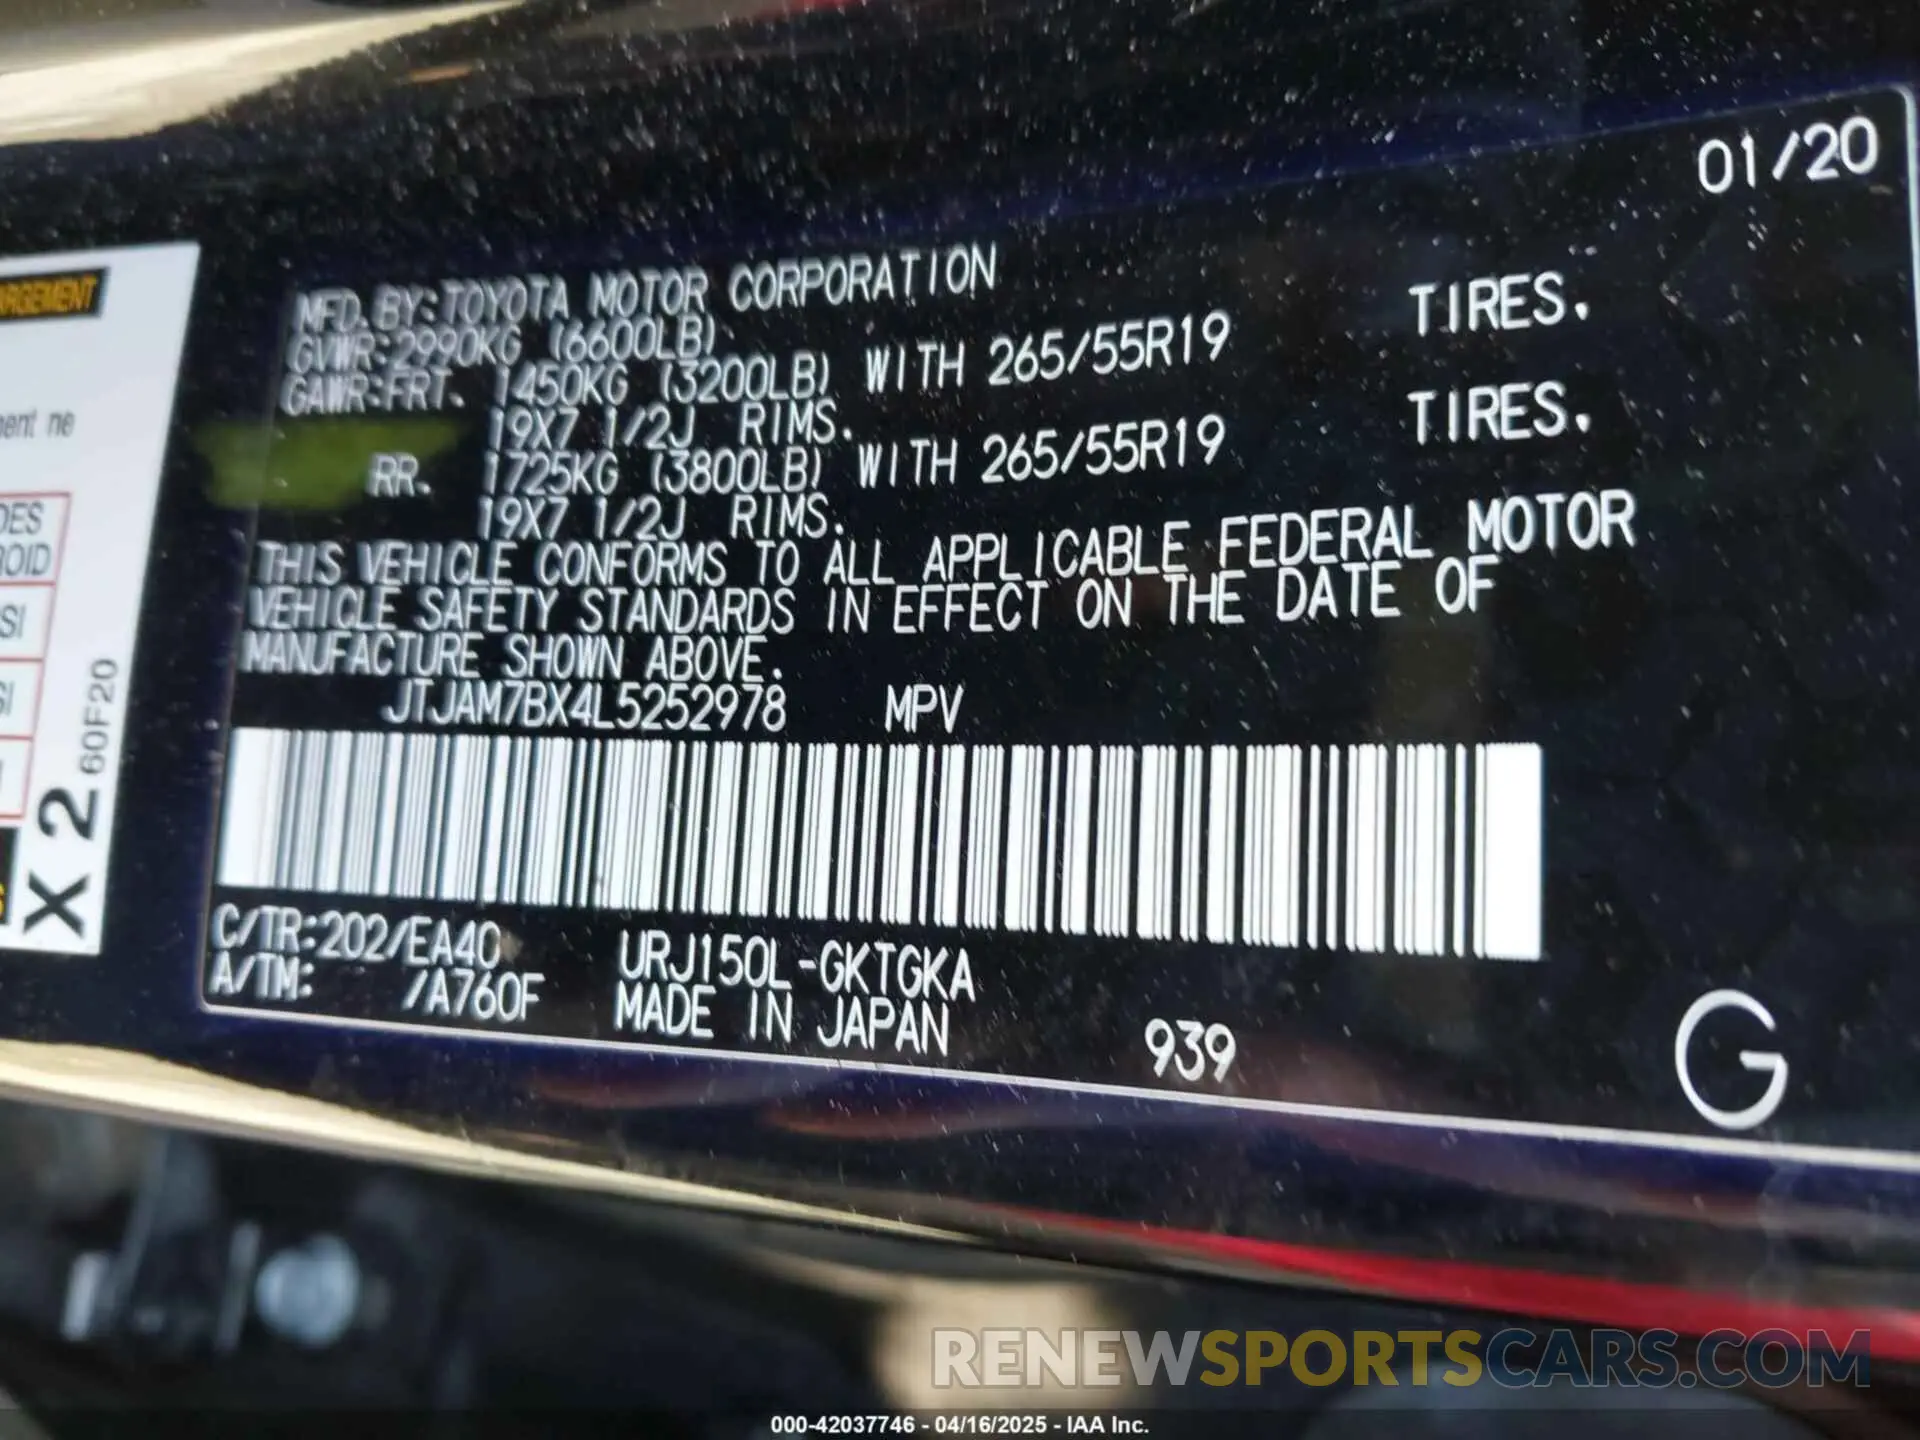 01/20
MFD.BY:TOYOTA MOTOR CORPORATION
GVWR:2990KG (6600LB)
GAWR:FRT. 1450KG (3200LB) WITH 265/55R19 TIRES.
19X7 1/2J RIMS.
RR. 1725KG (3800LB) WITH 265/55R19 TIRES.
19X7 1/2J RIMS.
THIS VEHICLE CONFORMS TO ALL APPLICABLE FEDERAL MOTOR
VEHICLE SAFETY STANDARDS IN EFFECT ON THE DATE OF
MANUFACTURE SHOWN ABOVE.
JTJAM7BX4L5252978 MPV
C/TR:202/EA40 URJ150L-GKTGKA
A/TM: /A760F MADE IN JAPAN
939
G
ne
X2
60F20
RENEWSPORTSCARS.COM
000-42037746 - 04/16/2025 - IAA Inc.